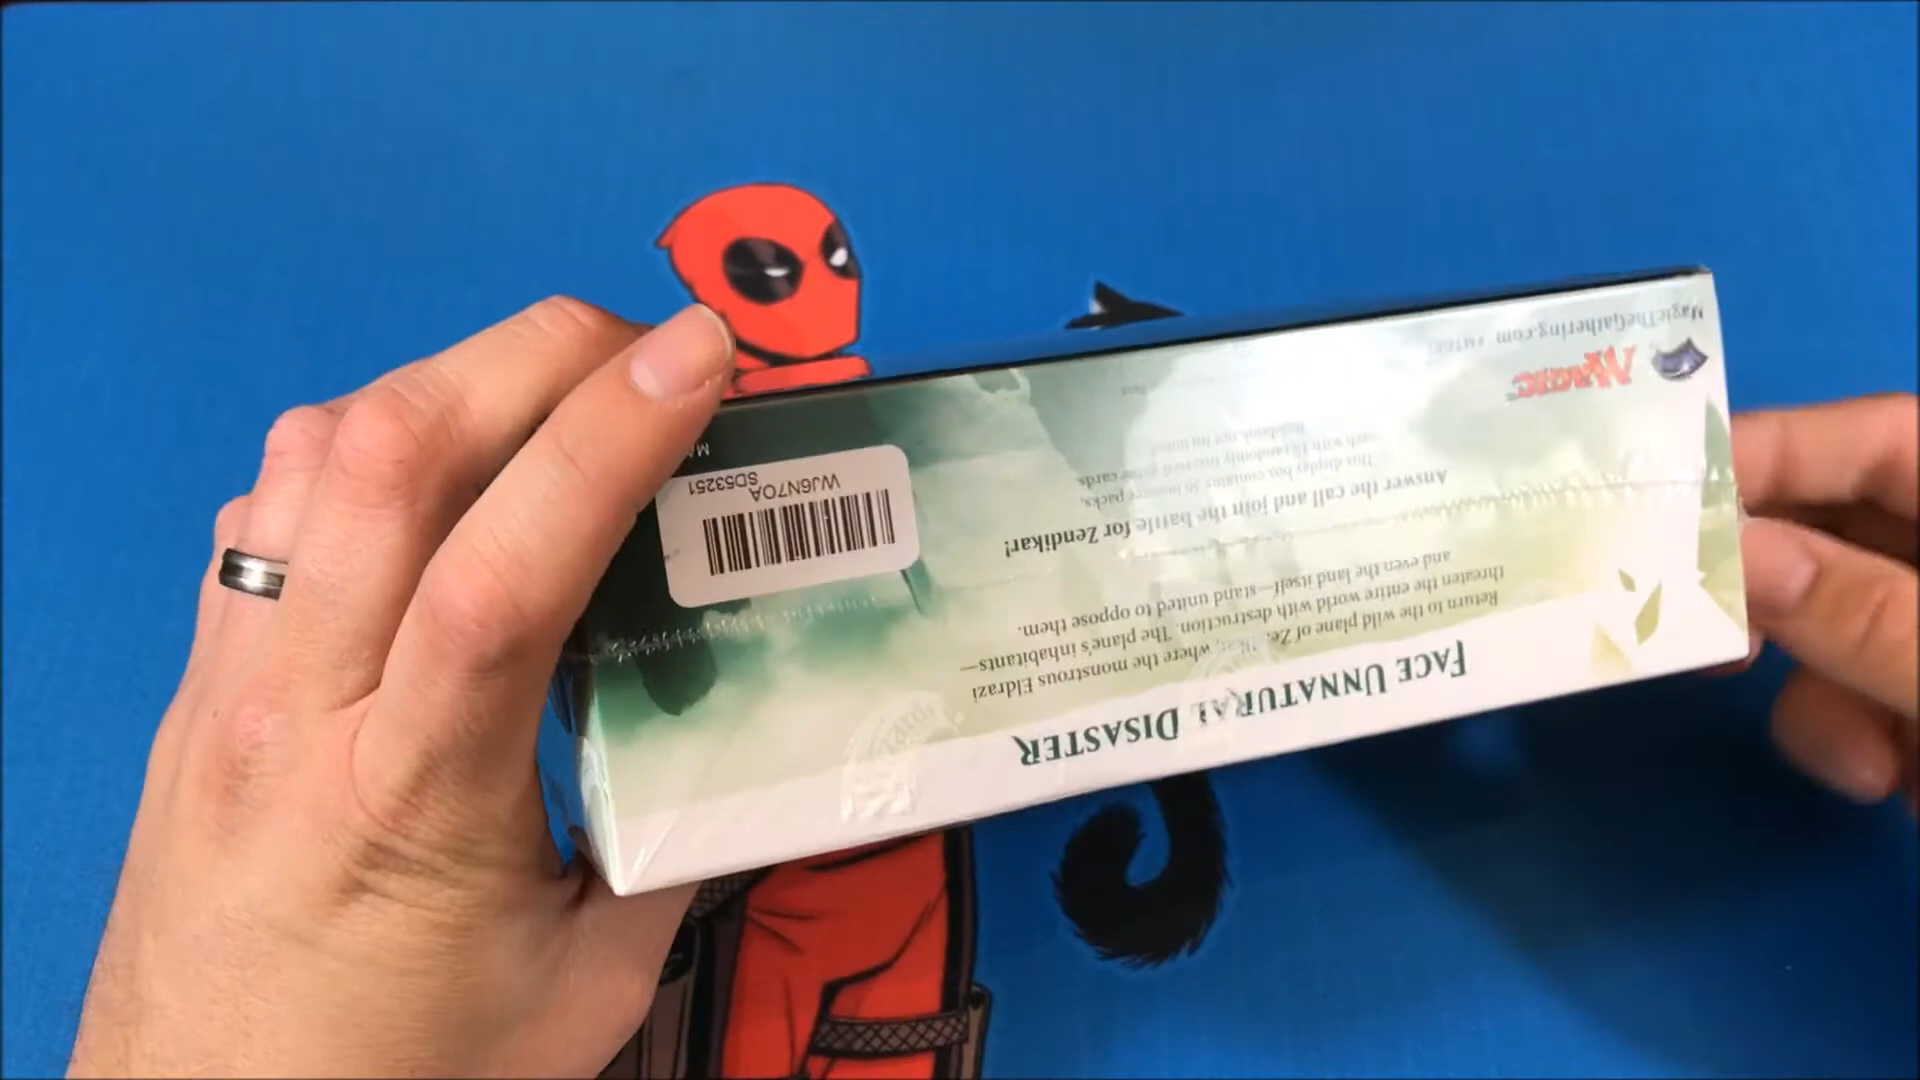 FACE UNNATURAL DISASTER
Return to the wild plane of Zendikar, where the monstrous Eldrazi
threaten the entire world with destruction. The plane's inhabitants—
and even the land itself—stand united to oppose them.
Answer the call and join the battle for Zendikar!
This display box contains 36 booster packs,
each with 15 randomly inserted game cards.
MAGIC
MagicTheGathering.com
WJ6N7OA
SD53251